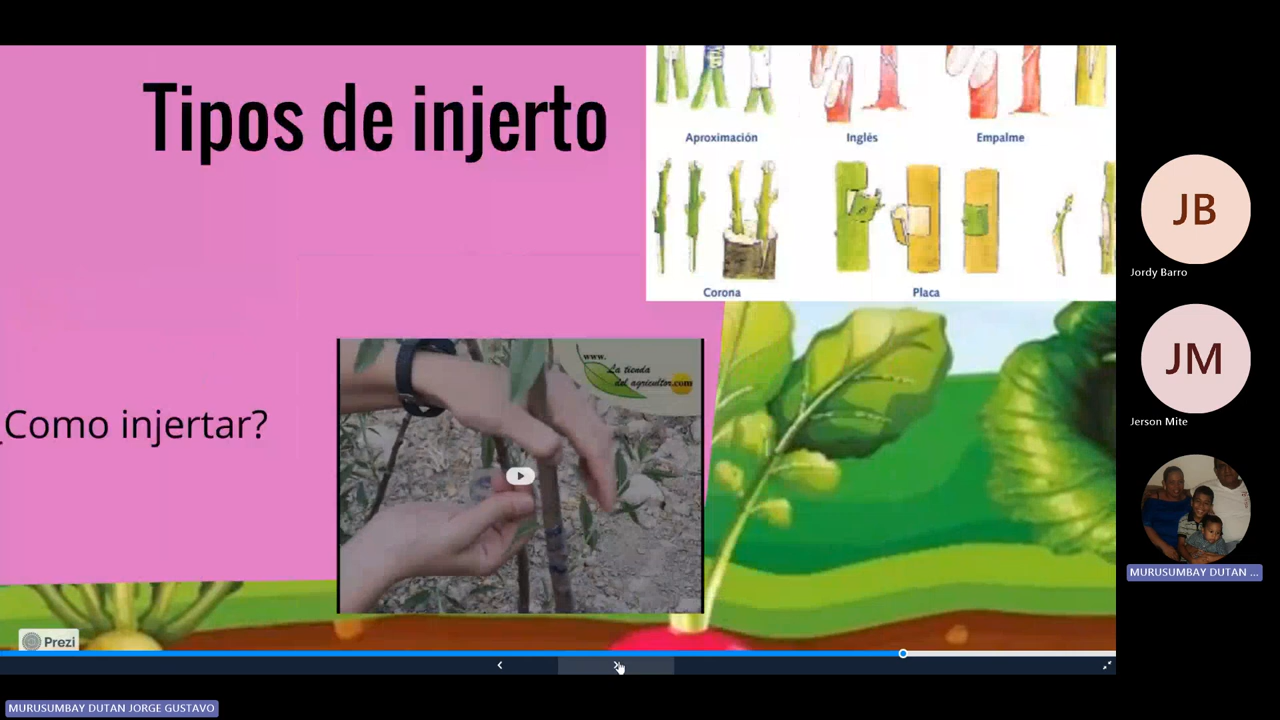 Tipos de injerto
Aproximación
Inglés
Empalme
Corona
Placa
¿Como injertar?
www.
La tienda
del agricultor.com
Prezi
JB
Jordy Barro
JM
Jerson Mite
MURUSUMBAY DUTAN ...
MURUSUMBAY DUTAN JORGE GUSTAVO